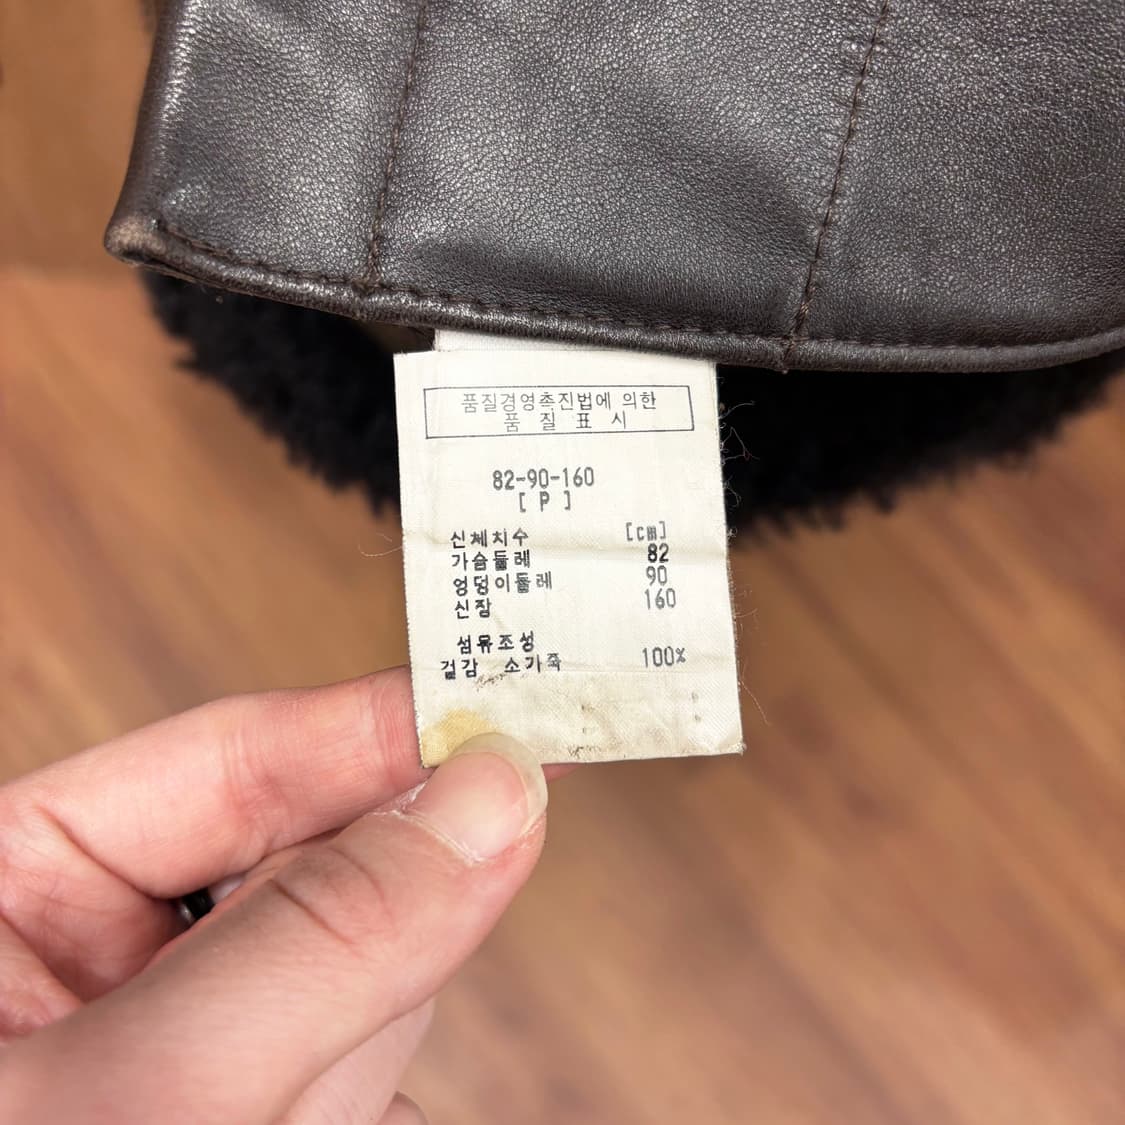 품질경영촉진법에 의한
품 질 표 시
82-90-160
[ P ]
신체치수 [cm]
가슴둘레 82
엉덩이둘레 90
신장 160
섬유조성
겉감 소가죽 100%